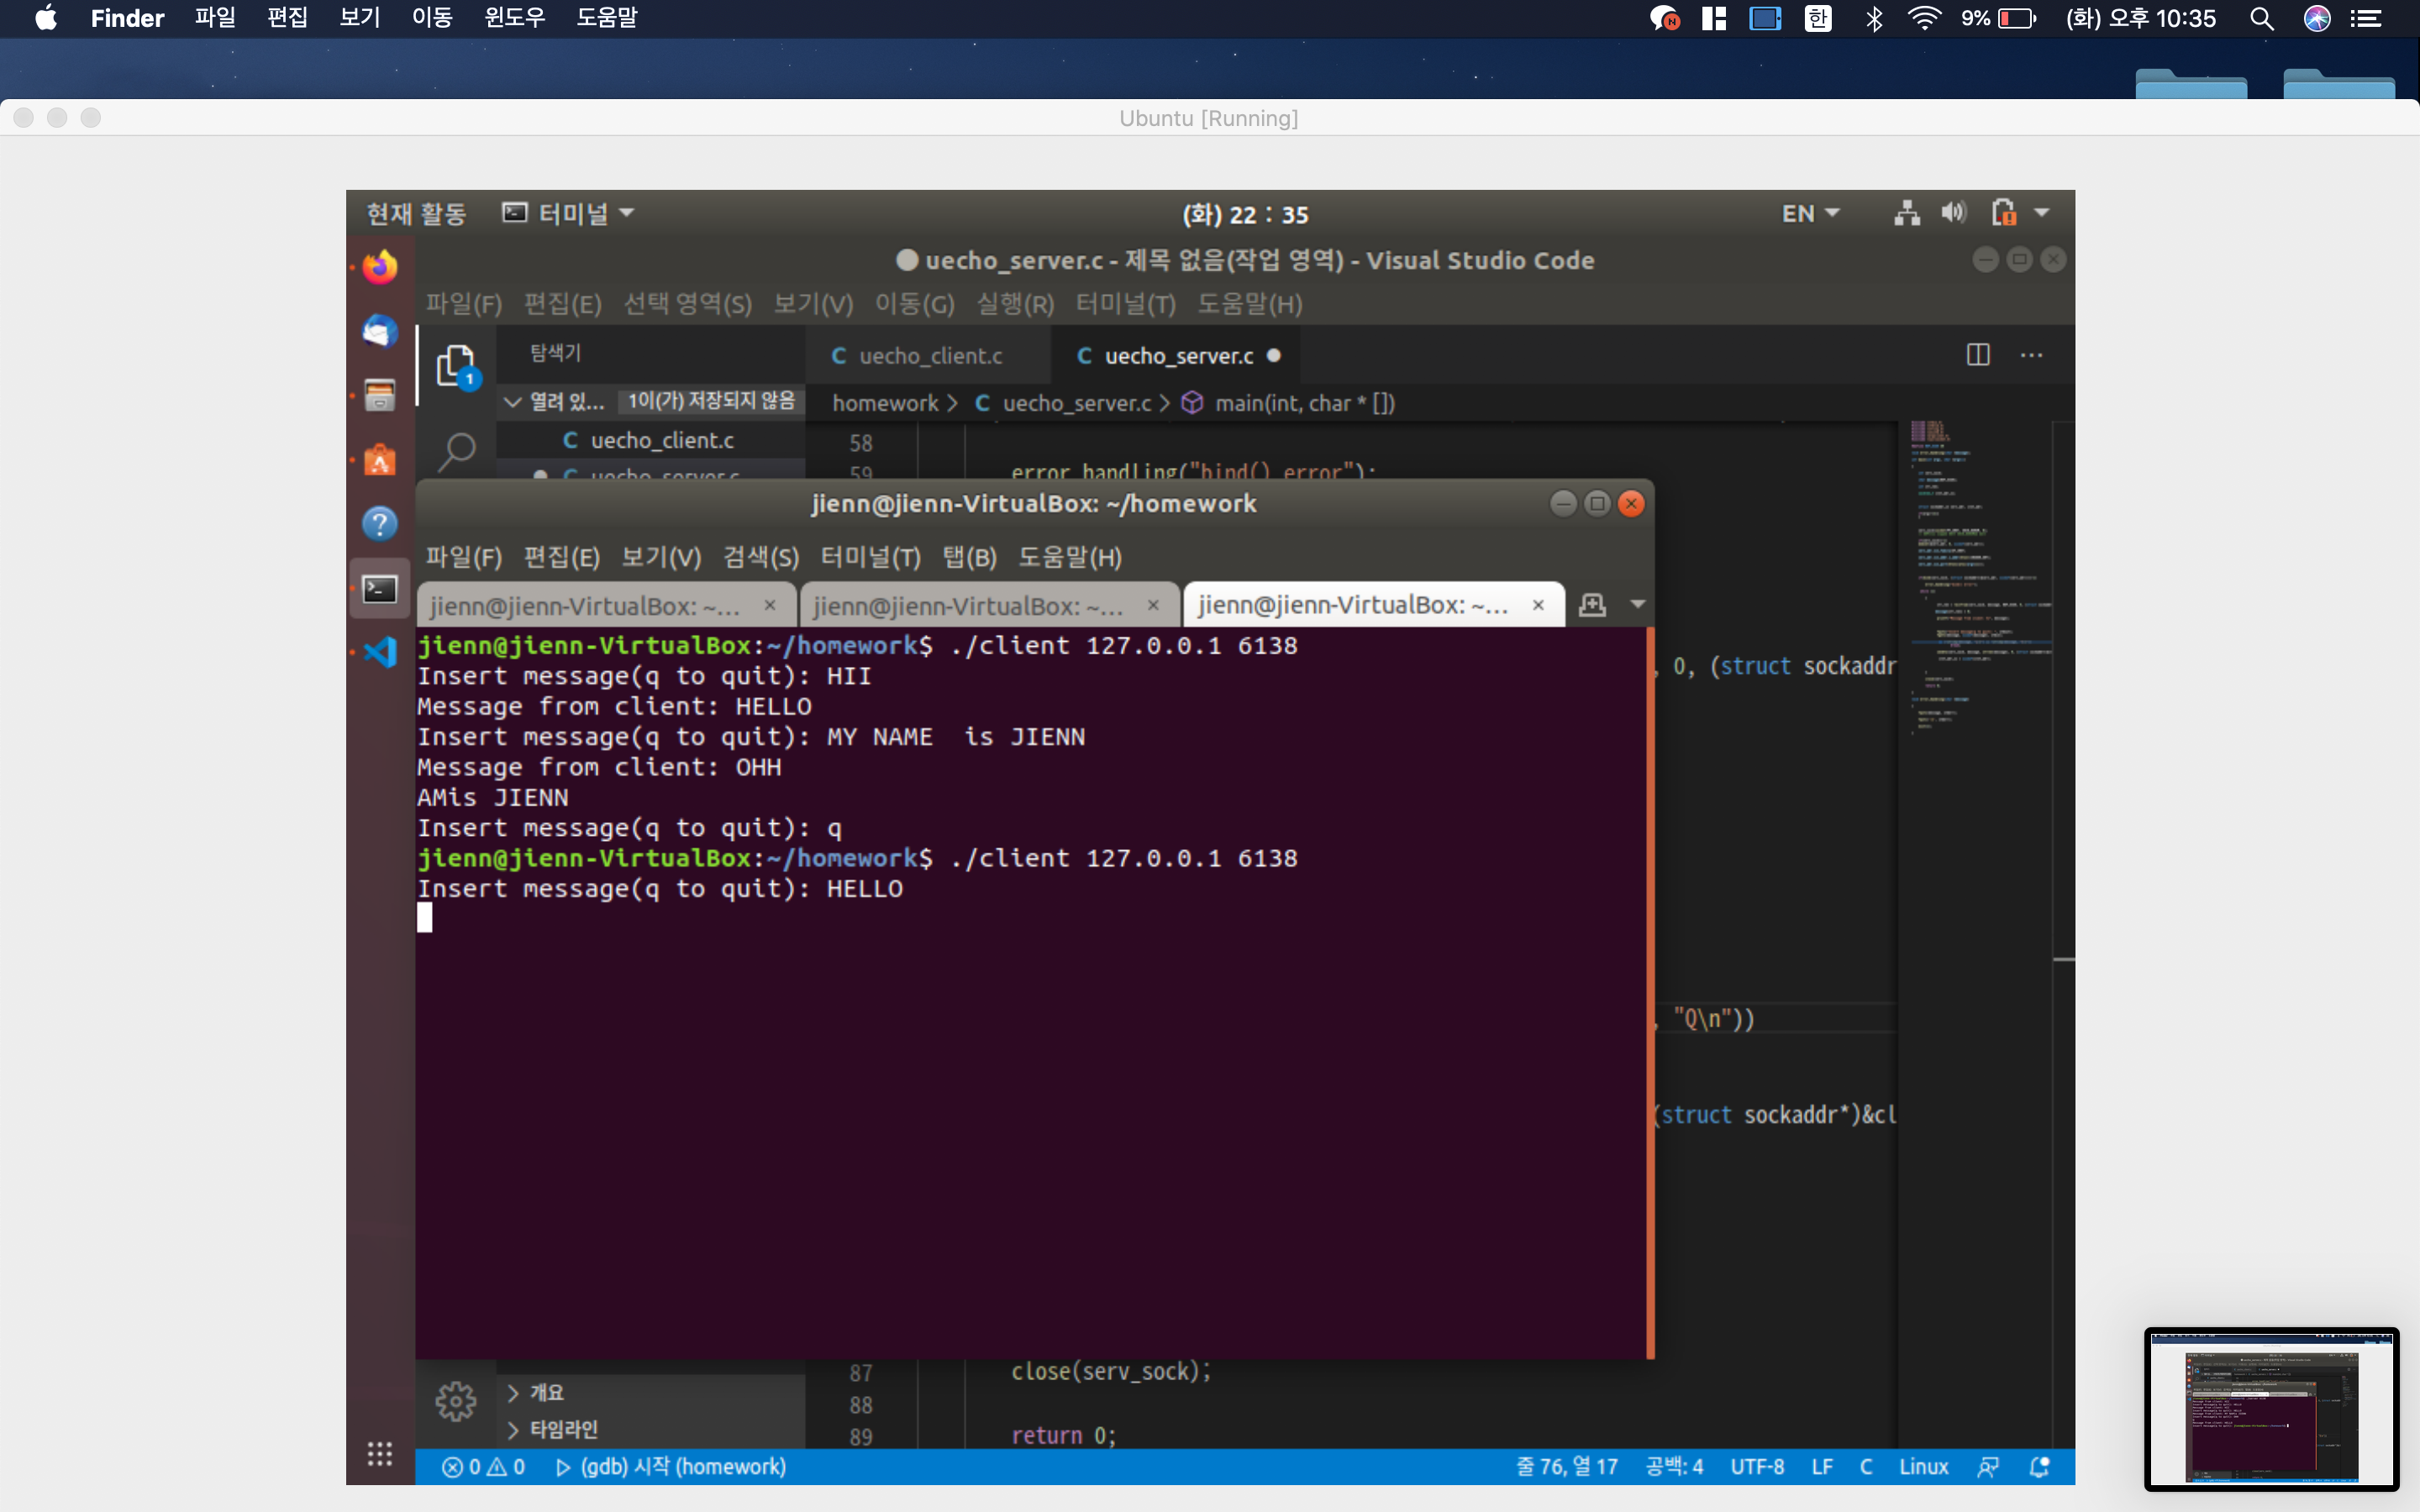 Finder 파일 편집 보기 이동 윈도우 도움말
한 9% (화) 오후 10:35
Ubuntu [Running]
현재 활동 터미널 (화) 22 : 35 EN
uecho_server.c - 제목 없음(작업 영역) - Visual Studio Code
파일(F) 편집(E) 선택 영역(S) 보기(V) 이동(G) 실행(R) 터미널(T) 도움말(H)
탐색기
C uecho_client.c
C uecho_server.c
1
열려 있... 1이(가) 저장되지 않음
homework > C uecho_server.c > main(int, char * [])
C uecho_client.c
58
C uecho_server.c
59 error_handling("bind() error");
jienn@jienn-VirtualBox: ~/homework
파일(F) 편집(E) 보기(V) 검색(S) 터미널(T) 탭(B) 도움말(H)
jienn@jienn-VirtualBox: ~... jienn@jienn-VirtualBox: ~... jienn@jienn-VirtualBox: ~...
jienn@jienn-VirtualBox:~/homework$ ./client 127.0.0.1 6138
Insert message(q to quit): HII
Message from client: HELLO
Insert message(q to quit): MY NAME  is JIENN
Message from client: OHH
AMis JIENN
Insert message(q to quit): q
jienn@jienn-VirtualBox:~/homework$ ./client 127.0.0.1 6138
Insert message(q to quit): HELLO
, 0, (struct sockaddr
, "Q\n"))
(struct sockaddr*)&cl
87 close(serv_sock);
88
89 return 0;
개요
타임라인
0 0 (gdb) 시작 (homework) 줄 76, 열 17 공백: 4 UTF-8 LF C Linux